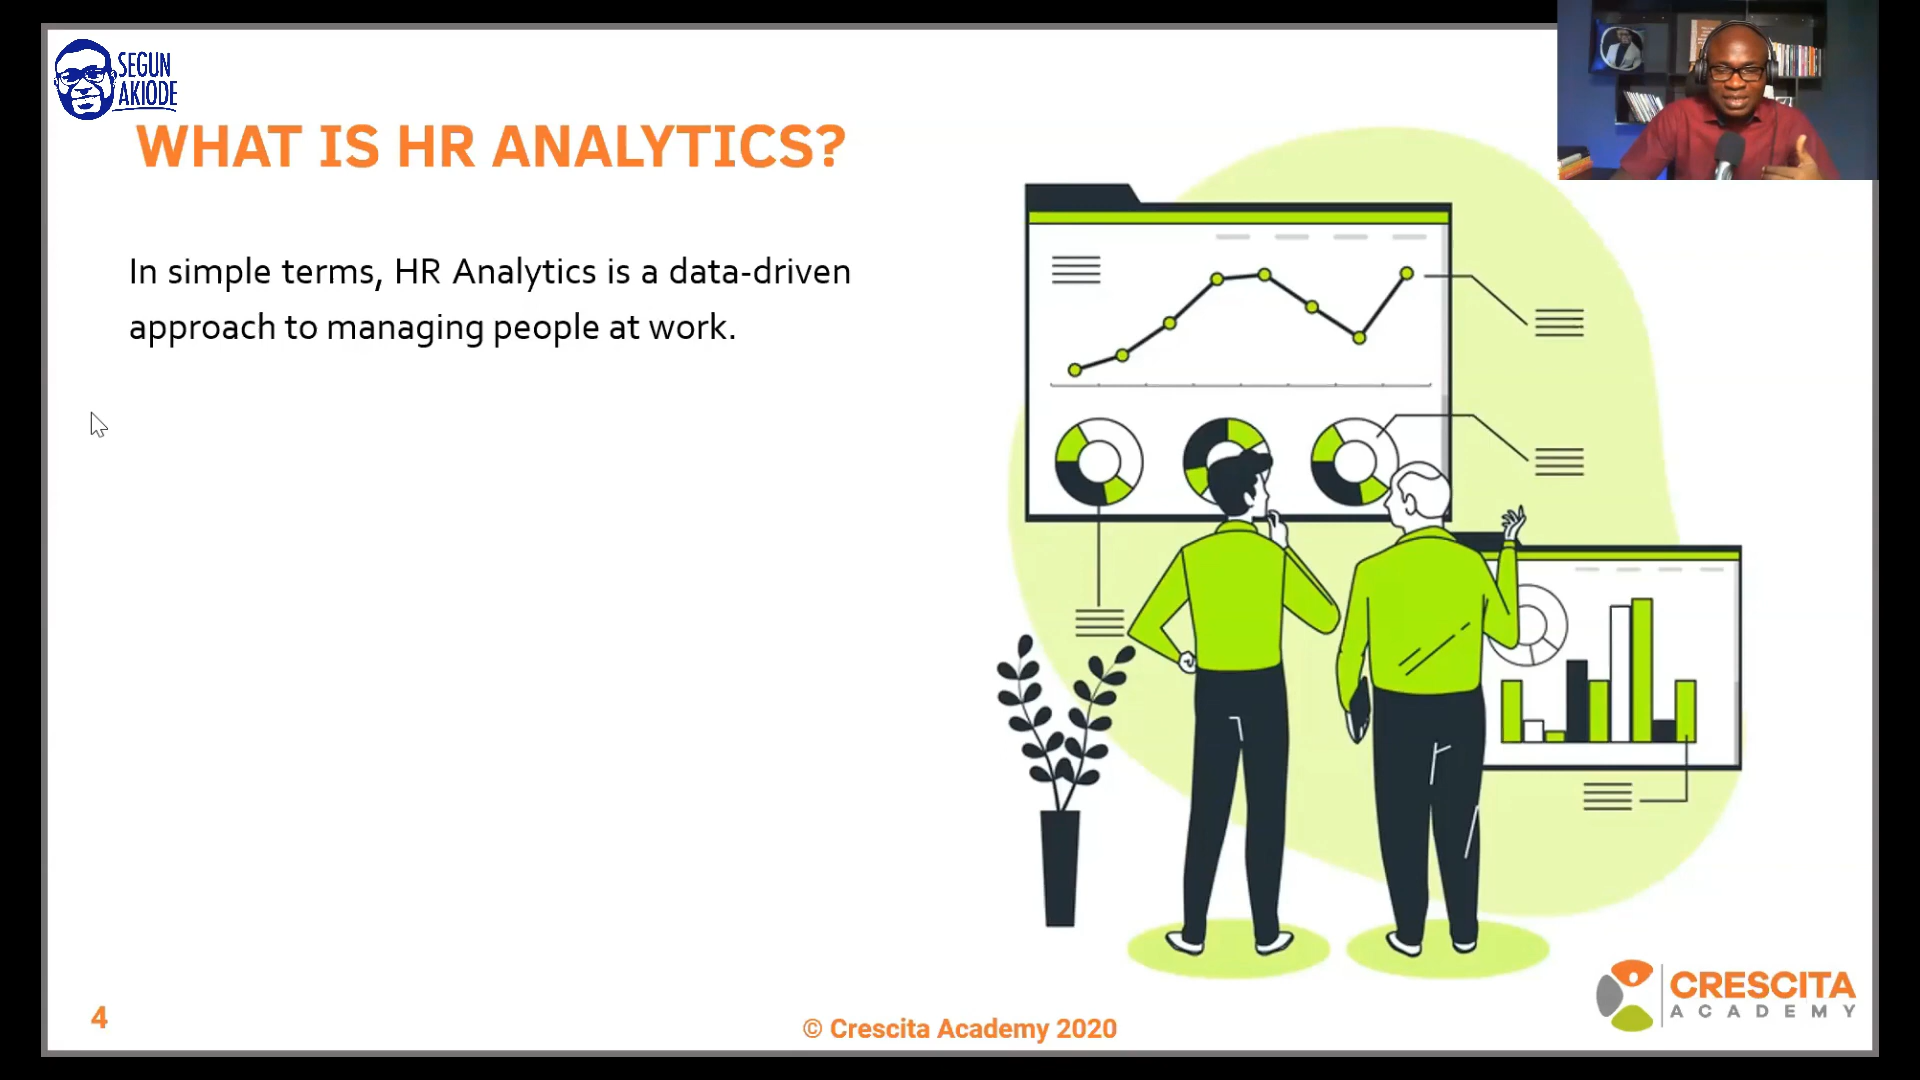 SEGUN
AKIODE
WHAT IS HR ANALYTICS?
In simple terms, HR Analytics is a data-driven
approach to managing people at work.
4
© Crescita Academy 2020
CRESCITA
ACADEMY